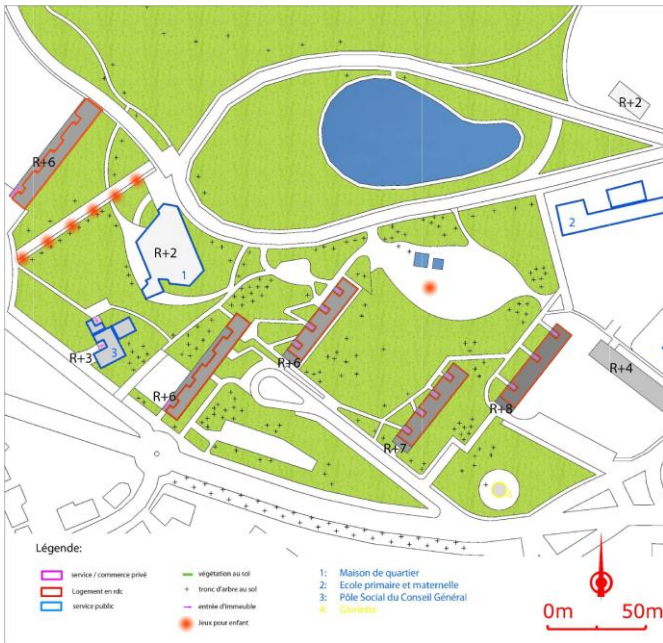 R+2
R+6
2
R+2
1
3
R+3
R+6
R+6
R+4
R+8
R+7
4
Légende:
service / commerce privé
Logement en rdc
service public
végétation au sol
tronc d'arbre au sol
entrée d'immeuble
Jeux pour enfant
1: Maison de quartier
2: Ecole primaire et maternelle
3: Pôle Social du Conseil Général
4: Gloriette
0m 50m